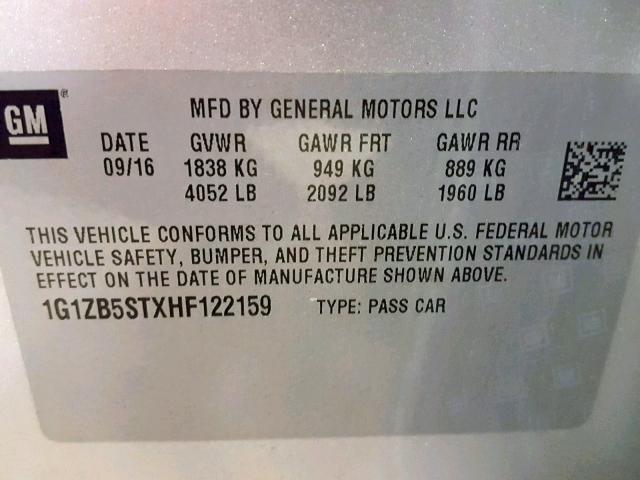 GM®
MFD BY GENERAL MOTORS LLC
DATE GVWR GAWR FRT GAWR RR
09/16 1838 KG 949 KG 889 KG
4052 LB 2092 LB 1960 LB
THIS VEHICLE CONFORMS TO ALL APPLICABLE U.S. FEDERAL MOTOR
VEHICLE SAFETY, BUMPER, AND THEFT PREVENTION STANDARDS IN
EFFECT ON THE DATE OF MANUFACTURE SHOWN ABOVE.
1G1ZB5STXHF122159 TYPE: PASS CAR